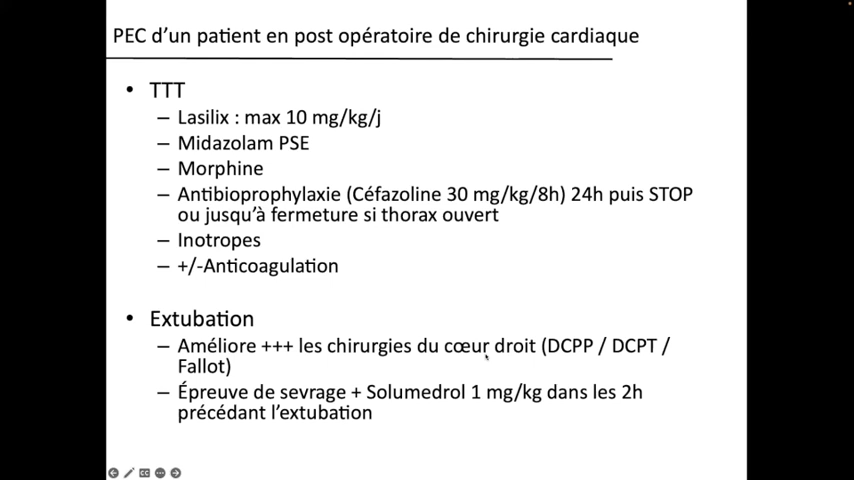 PEC d’un patient en post opératoire de chirurgie cardiaque
• TTT
– Lasilix : max 10 mg/kg/j
– Midazolam PSE
– Morphine
– Antibioprophylaxie (Céfazoline 30 mg/kg/8h) 24h puis STOP
ou jusqu’à fermeture si thorax ouvert
– Inotropes
– +/-Anticoagulation
• Extubation
– Améliore +++ les chirurgies du cœur droit (DCPP / DCPT /
Fallot)
– Épreuve de sevrage + Solumedrol 1 mg/kg dans les 2h
précédant l’extubation
CC